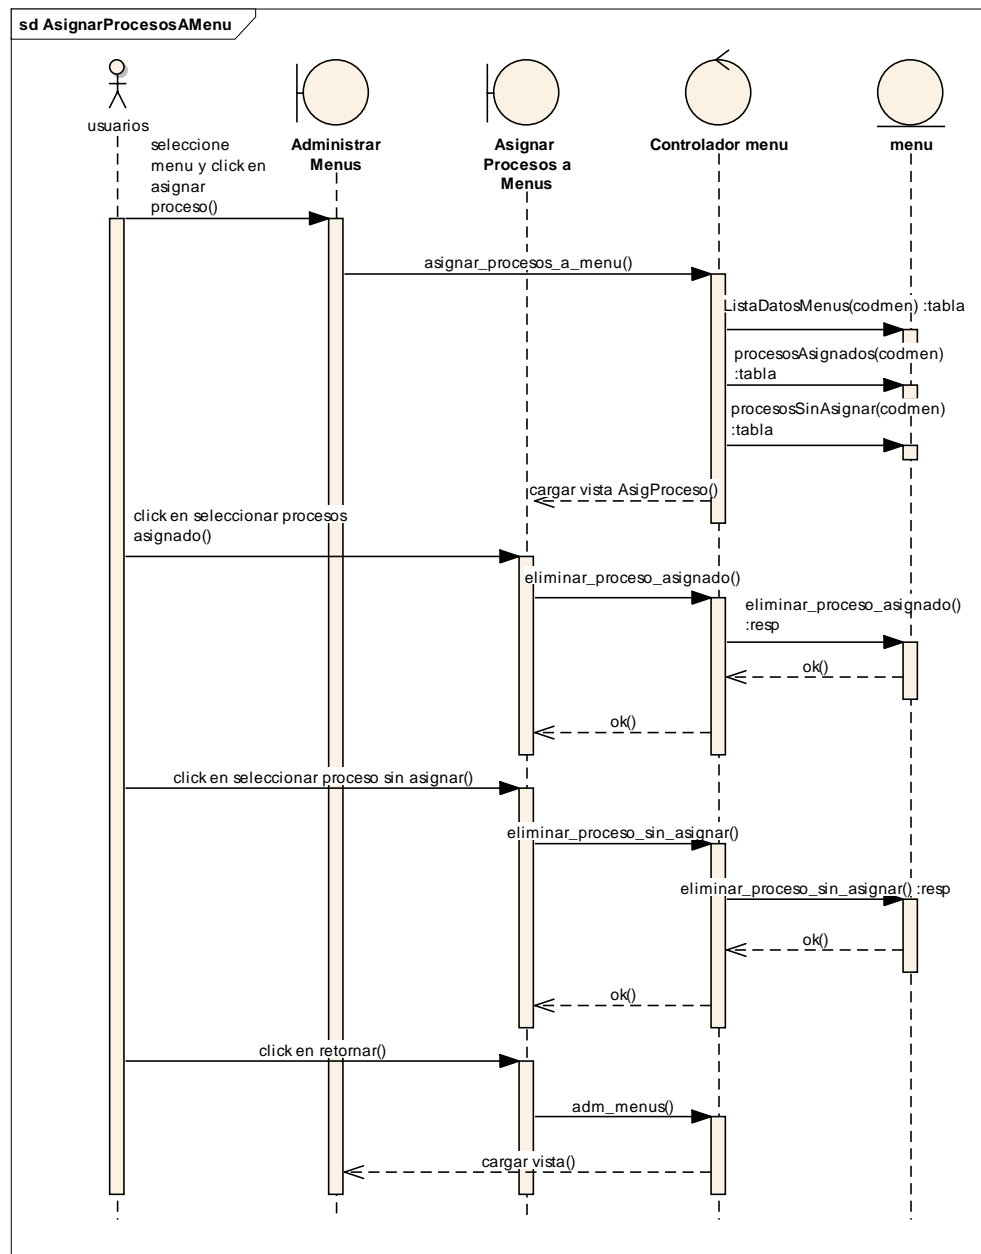 sd AsignarProcesosAMenu
usuarios
Administrar
Menus
Asignar
Procesos a
Menus
Controlador menu
menu
seleccione
menu y click en
asignar
proceso()
asignar_procesos_a_menu()
ListaDatosMenus(codmen) :tabla
procesosAsignados(codmen)
:tabla
procesosSinAsignar(codmen)
:tabla
cargar vista AsigProceso()
click en seleccionar procesos
asignado()
eliminar_proceso_asignado()
eliminar_proceso_asignado()
:resp
ok()
ok()
click en seleccionar proceso sin asignar()
eliminar_proceso_sin_asignar()
eliminar_proceso_sin_asignar() :resp
ok()
ok()
click en retornar()
adm_menus()
cargar vista()